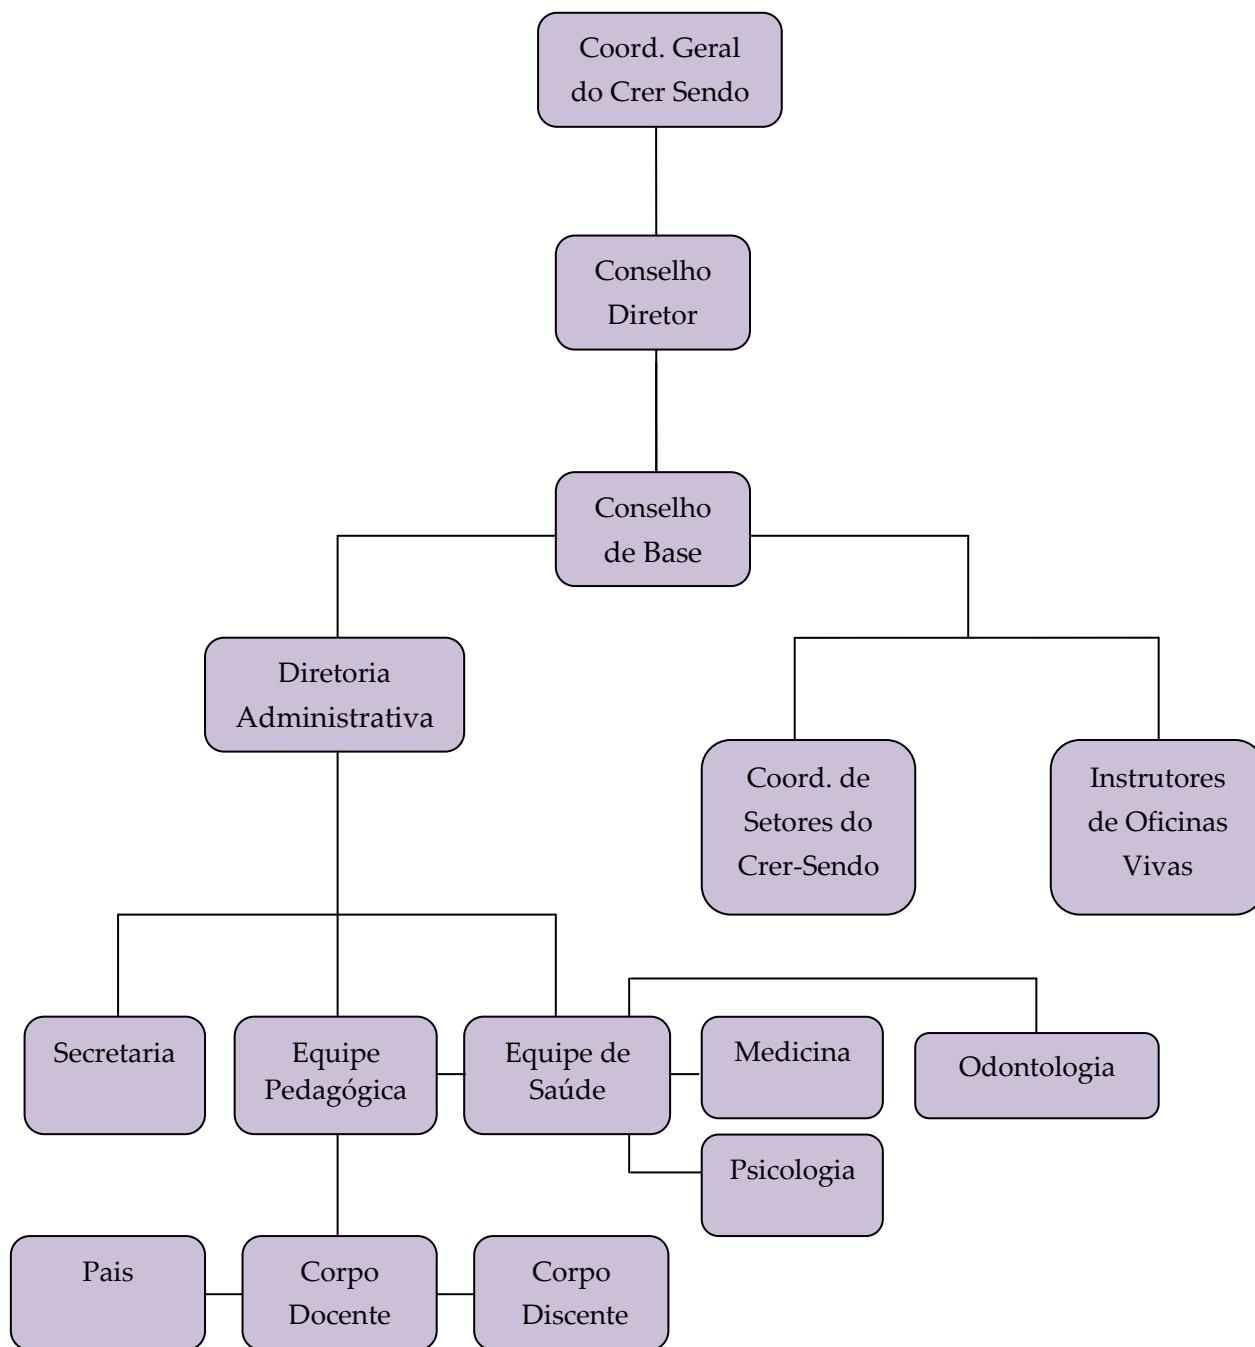 Coord. Geral
do Crer Sendo
Conselho
Diretor
Conselho
de Base
Diretoria
Administrativa
Coord. de
Setores do
Crer-Sendo
Instrutores
de Oficinas
Vivas
Secretaria
Equipe
Pedagógica
Equipe de
Saúde
Medicina
Odontologia
Psicologia
Pais
Corpo
Docente
Corpo
Discente